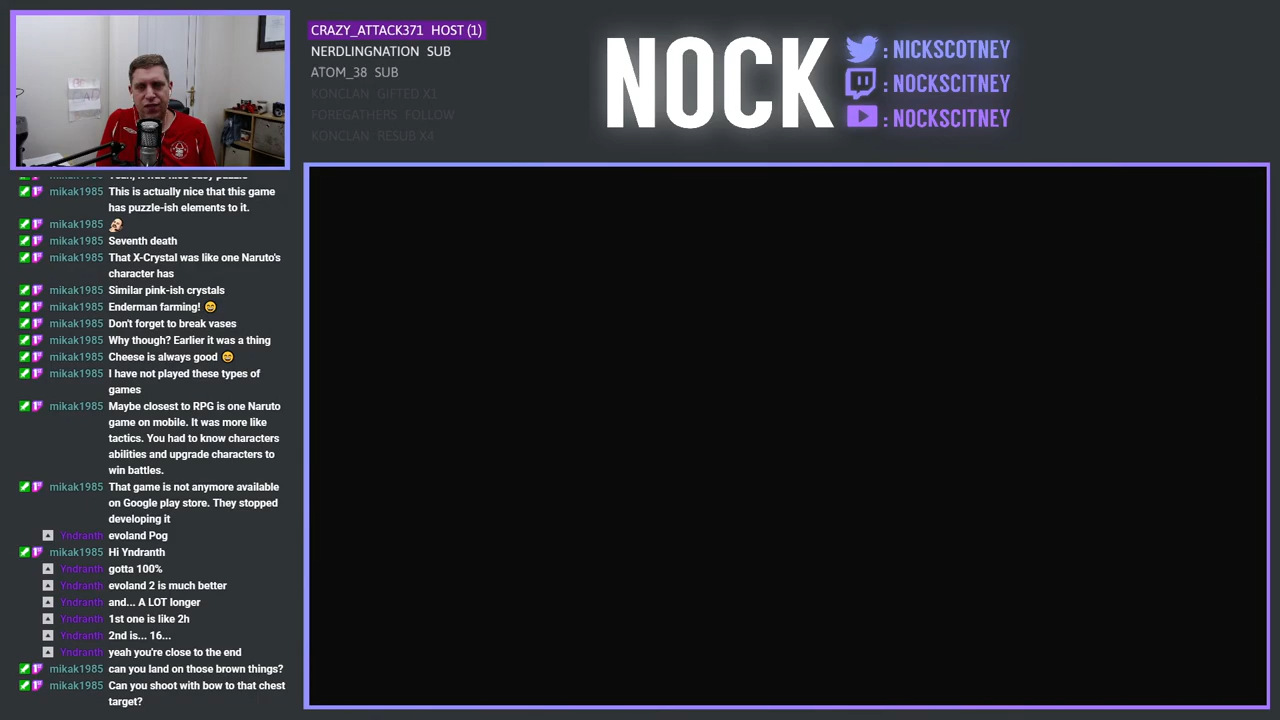 CRAZY_ATTACK371 HOST (1)
NERDLINGNATION SUB
ATOM_38 SUB
KONCLAN GIFTED X1
FOREGATHERS FOLLOW
KONCLAN RESUB X4
NOCK
: NICKSCOTNEY
: NOCKSCITNEY
: NOCKSCITNEY
mikak1985 Yeah, it was nice easy puzzle
mikak1985 This is actually nice that this game
has puzzle-ish elements to it.
mikak1985
mikak1985 Seventh death
mikak1985 That X-Crystal was like one Naruto's
character has
mikak1985 Similar pink-ish crystals
mikak1985 Enderman farming! 😄
mikak1985 Don't forget to break vases
mikak1985 Why though? Earlier it was a thing
mikak1985 Cheese is always good 😄
mikak1985 I have not played these types of
games
mikak1985 Maybe closest to RPG is one Naruto
game on mobile. It was more like
tactics. You had to know characters
abilities and upgrade characters to
win battles.
mikak1985 That game is not anymore available
on Google play store. They stopped
developing it
Yndranth evoland Pog
mikak1985 Hi Yndranth
Yndranth gotta 100%
Yndranth evoland 2 is much better
Yndranth and... A LOT longer
Yndranth 1st one is like 2h
Yndranth 2nd is... 16...
Yndranth yeah you're close to the end
mikak1985 can you land on those brown things?
mikak1985 Can you shoot with bow to that chest
target?